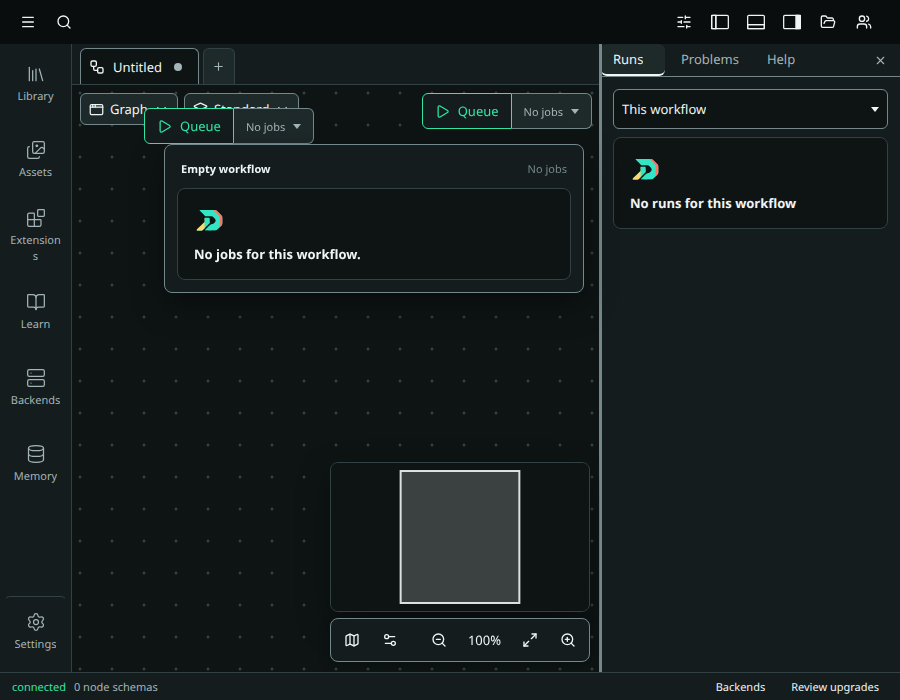 Untitled
+
Runs
Problems
Help
Library
Assets
Extension
s
Learn
Backends
Memory
Settings
Graph
Standard
Queue
No jobs
Queue
No jobs
Empty workflow
No jobs
No jobs for this workflow.
This workflow
No runs for this workflow
100%
connected
0 node schemas
Backends
Review upgrades